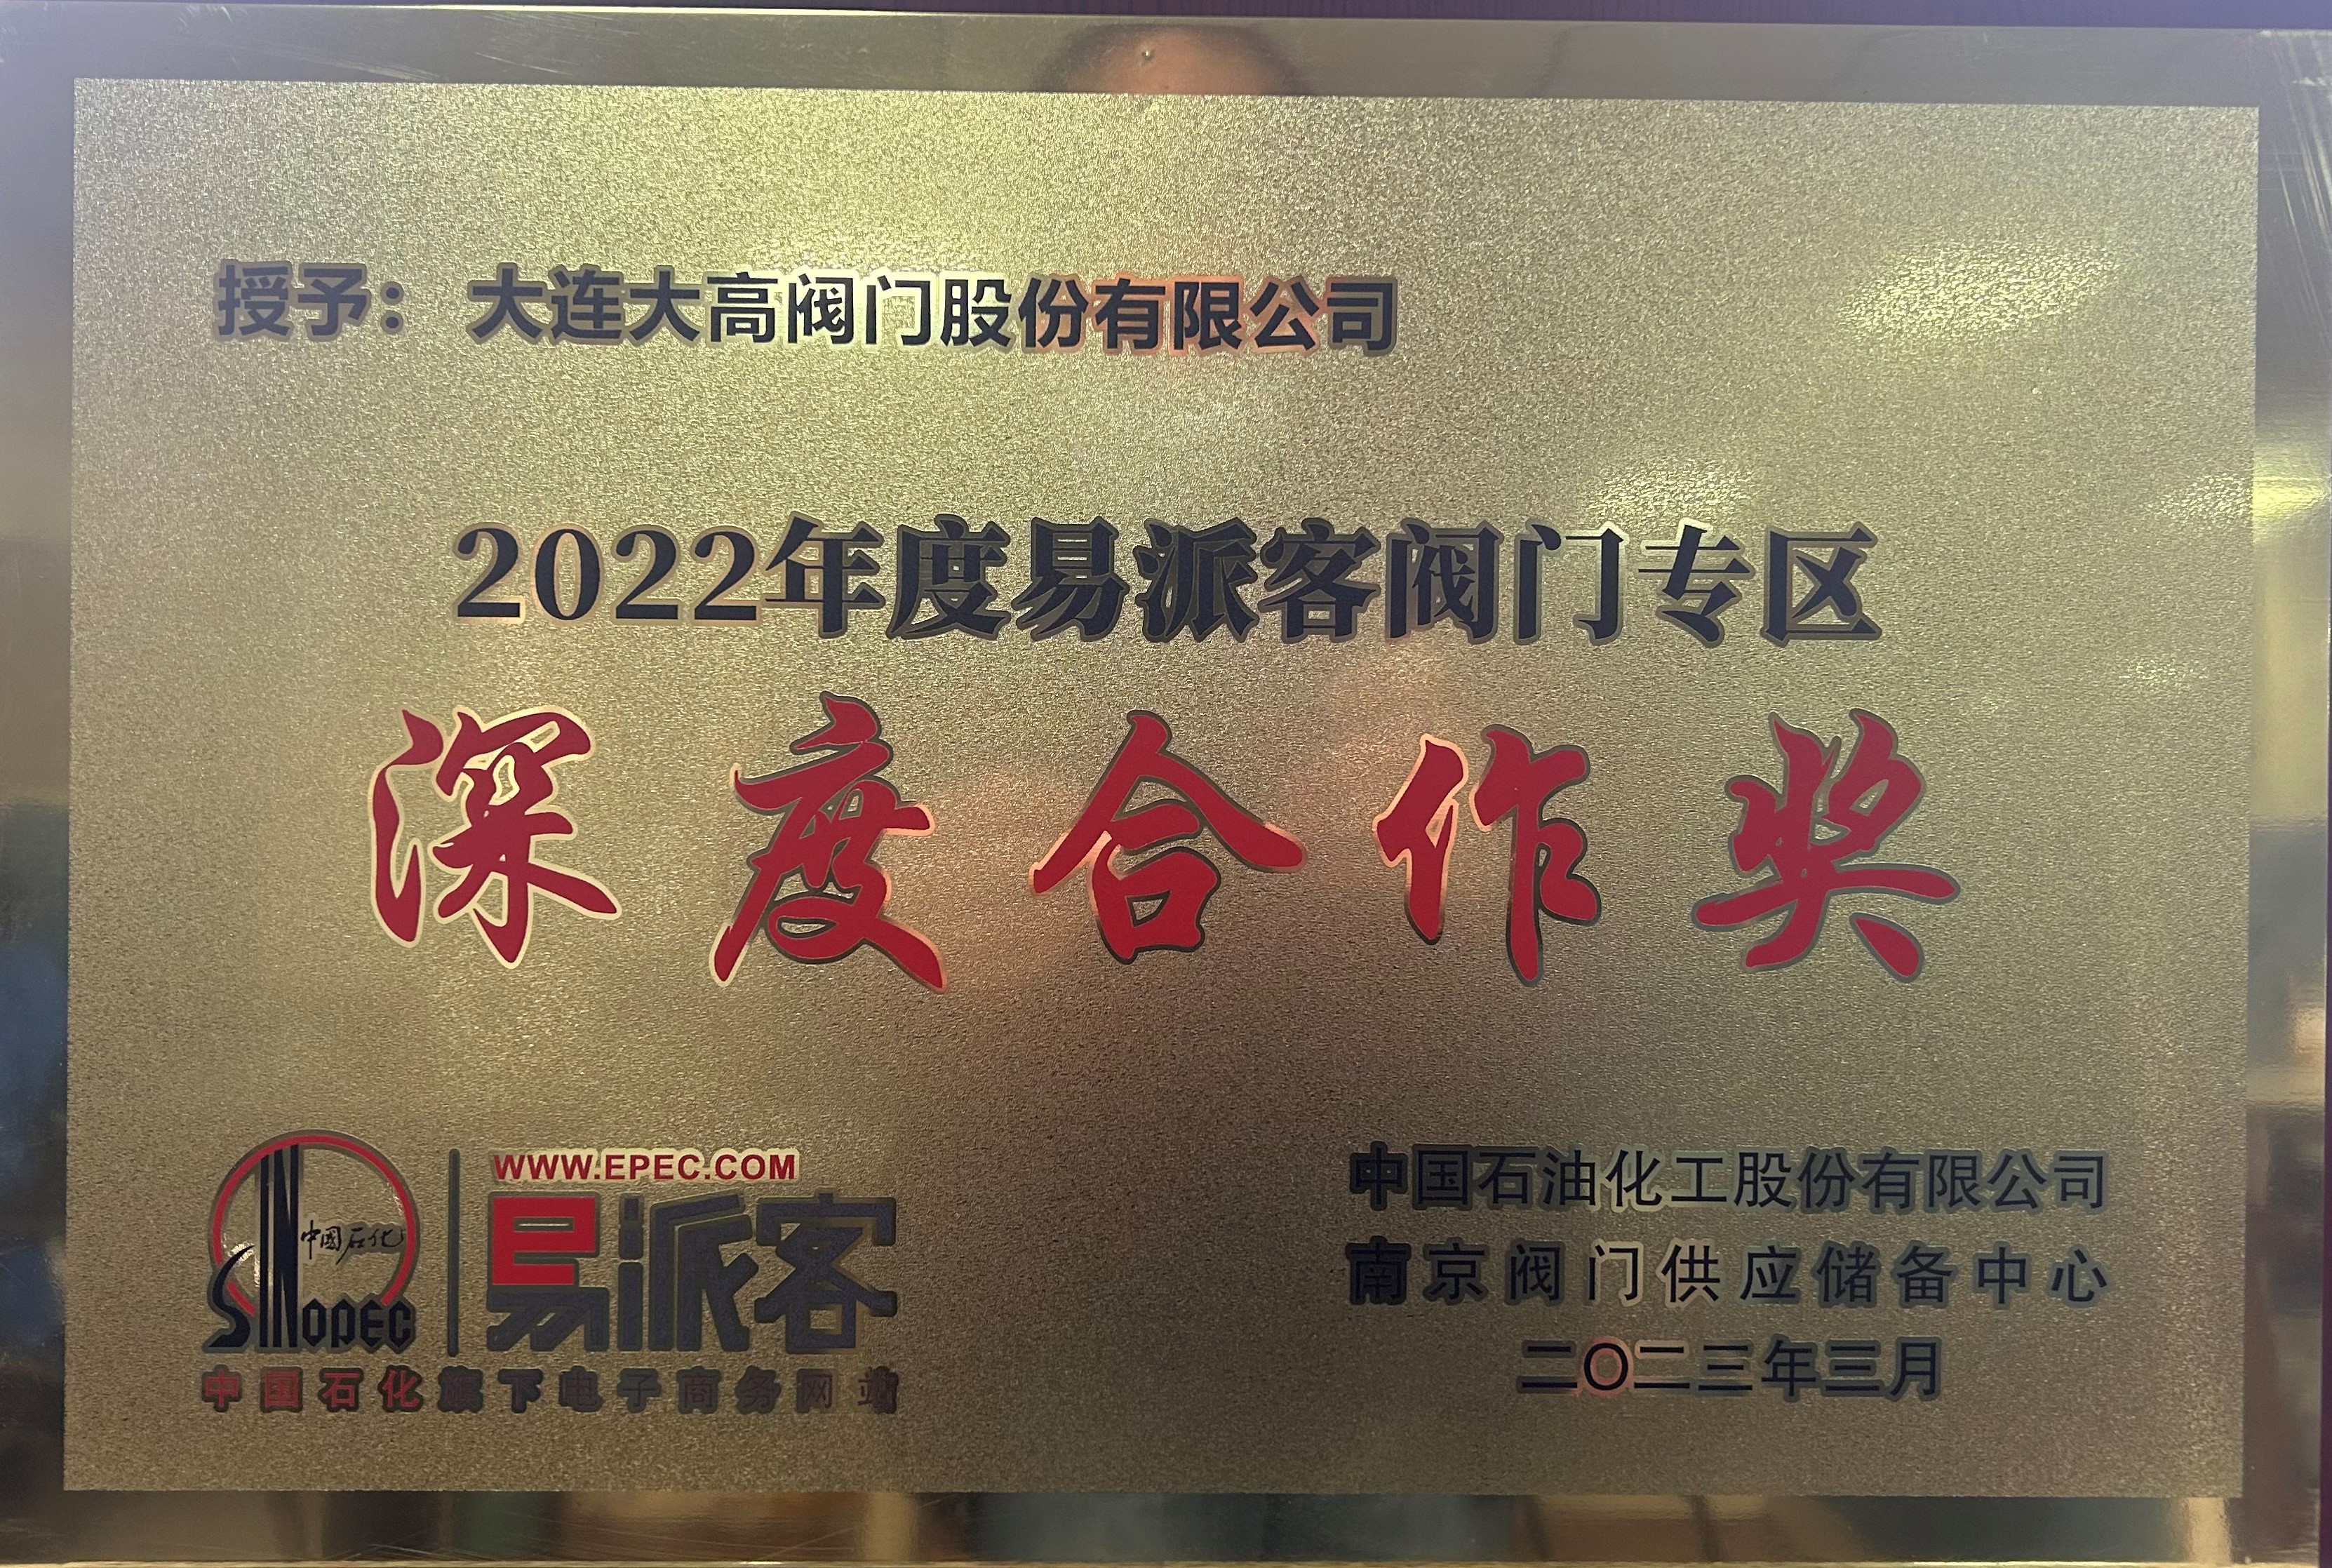 授予： 大连大高阀门股份有限公司
2022年度易派客阀门专区
深度合作奖
中国石化
SINOPEC
WWW.EPEC.COM
易派客
中国石化旗下电子商务网站
中国石油化工股份有限公司
南京阀门供应储备中心
二〇二三年三月